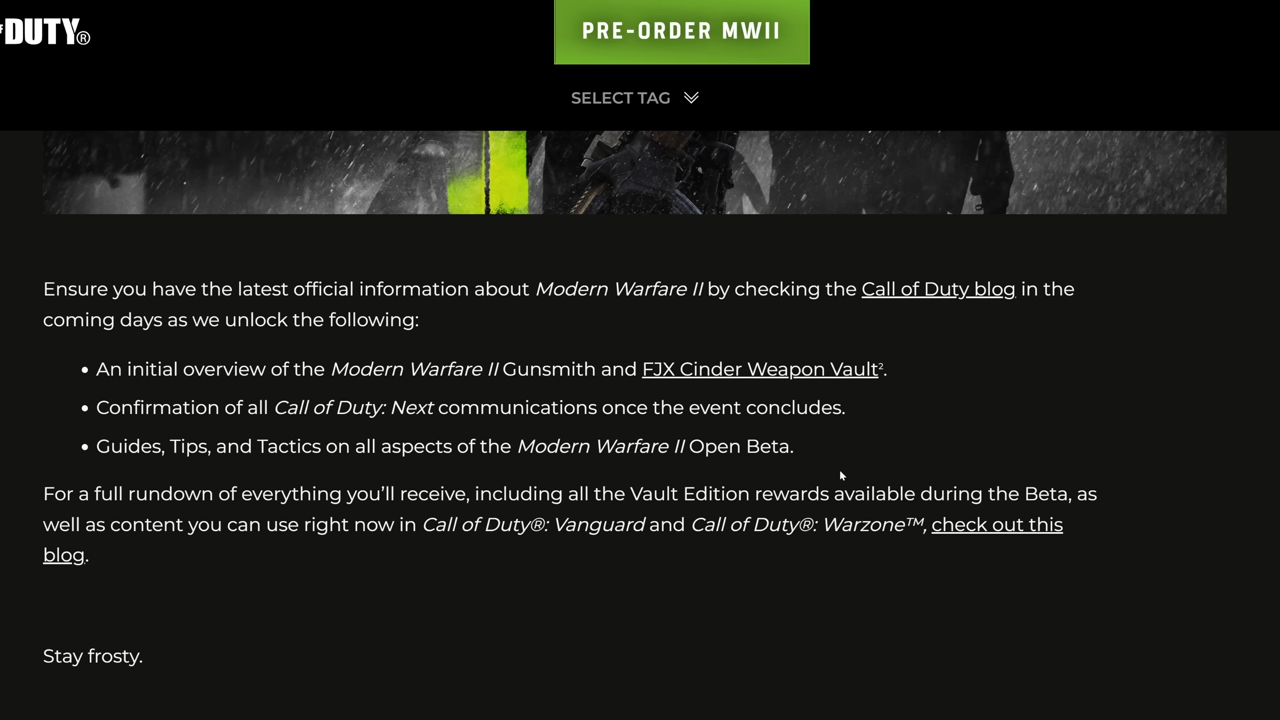 DUTY®
PRE-ORDER MWII
SELECT TAG
Ensure you have the latest official information about Modern Warfare II by checking the Call of Duty blog in the
coming days as we unlock the following:
• An initial overview of the Modern Warfare II Gunsmith and FJX Cinder Weapon Vault².
• Confirmation of all Call of Duty: Next communications once the event concludes.
• Guides, Tips, and Tactics on all aspects of the Modern Warfare II Open Beta.
For a full rundown of everything you’ll receive, including all the Vault Edition rewards available during the Beta, as
well as content you can use right now in Call of Duty®: Vanguard and Call of Duty®: Warzone™, check out this
blog.
Stay frosty.